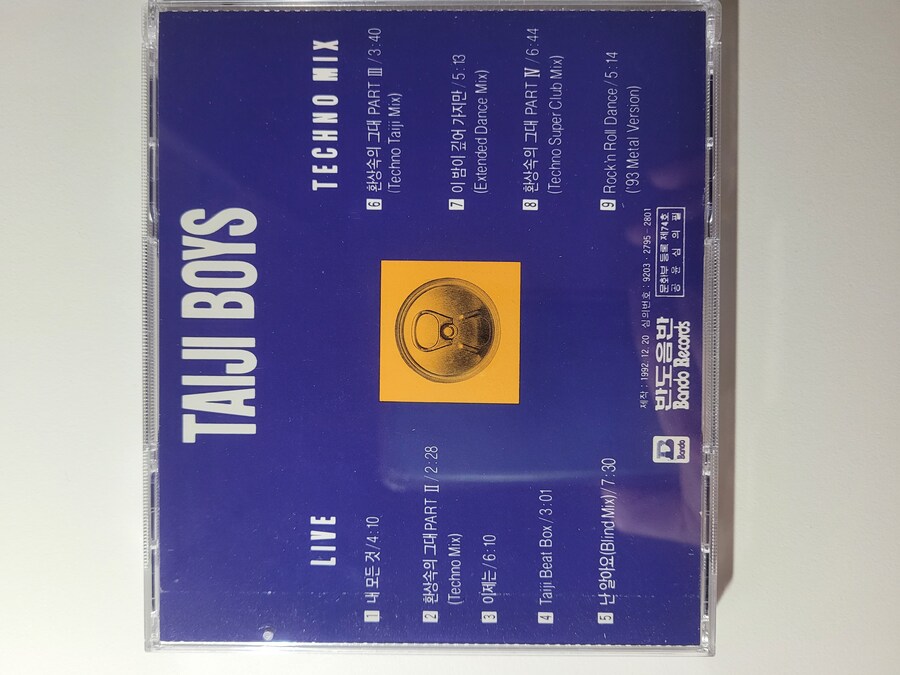 TAIJI BOYS
LIVE
1 내 모든 것/4:10
2 환상속의 그대 PART Ⅱ/2:28
(Techno Mix)
3 이제는/6:10
4 Taiji Beat Box/3:01
5 난 알아요(Blind Mix)/7:30
TECHNO MIX
6 환상속의 그대 PART Ⅲ/3:40
(Techno Taiji Mix)
7 이 밤이 깊어 가지만/5:13
(Extended Dance Mix)
8 환상속의 그대 PART Ⅳ/6:44
(Techno Super Club Mix)
9 Rock'n Roll Dance/5:14
('93 Metal Version)
제작 : 1992. 12. 20 심의번호 : 9203-2795-2801
Bando
반도음반
Bando Records
문화부 등록 제74호
공 윤 심 의 필